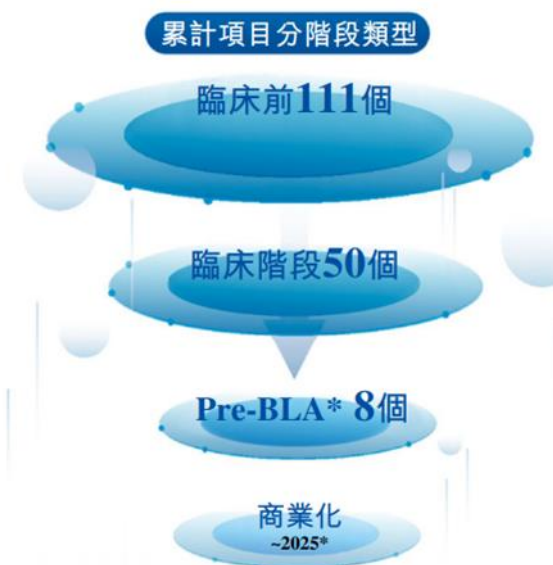 累計項目分階段類型
臨床前111個
臨床階段50個
Pre-BLA* 8個
商業化
~2025*